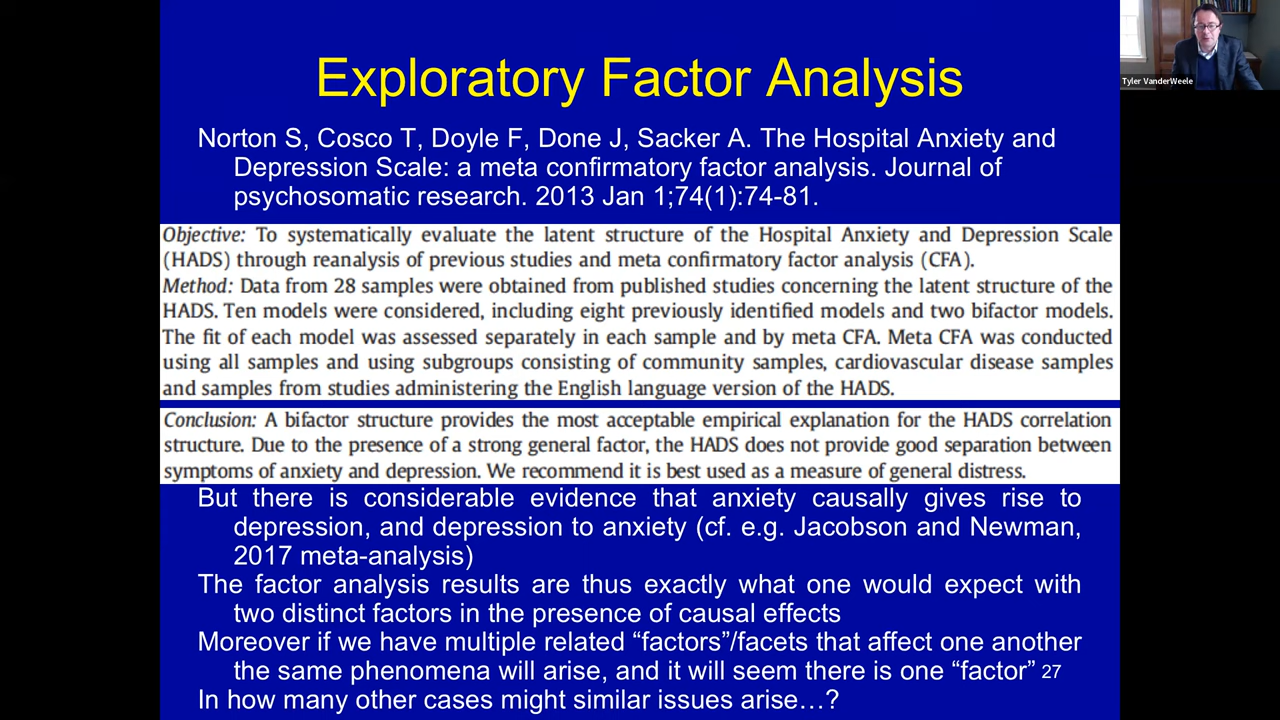 Exploratory Factor Analysis
Tyler VanderWeele
Norton S, Cosco T, Doyle F, Done J, Sacker A. The Hospital Anxiety and
Depression Scale: a meta confirmatory factor analysis. Journal of
psychosomatic research. 2013 Jan 1;74(1):74-81.
Objective: To systematically evaluate the latent structure of the Hospital Anxiety and Depression Scale
(HADS) through reanalysis of previous studies and meta confirmatory factor analysis (CFA).
Method: Data from 28 samples were obtained from published studies concerning the latent structure of the
HADS. Ten models were considered, including eight previously identified models and two bifactor models.
The fit of each model was assessed separately in each sample and by meta CFA. Meta CFA was conducted
using all samples and using subgroups consisting of community samples, cardiovascular disease samples
and samples from studies administering the English language version of the HADS.
Conclusion: A bifactor structure provides the most acceptable empirical explanation for the HADS correlation
structure. Due to the presence of a strong general factor, the HADS does not provide good separation between
symptoms of anxiety and depression. We recommend it is best used as a measure of general distress.
But there is considerable evidence that anxiety causally gives rise to
depression, and depression to anxiety (cf. e.g. Jacobson and Newman,
2017 meta-analysis)
The factor analysis results are thus exactly what one would expect with
two distinct factors in the presence of causal effects
Moreover if we have multiple related “factors”/facets that affect one another
the same phenomena will arise, and it will seem there is one “factor” 27
In how many other cases might similar issues arise…?